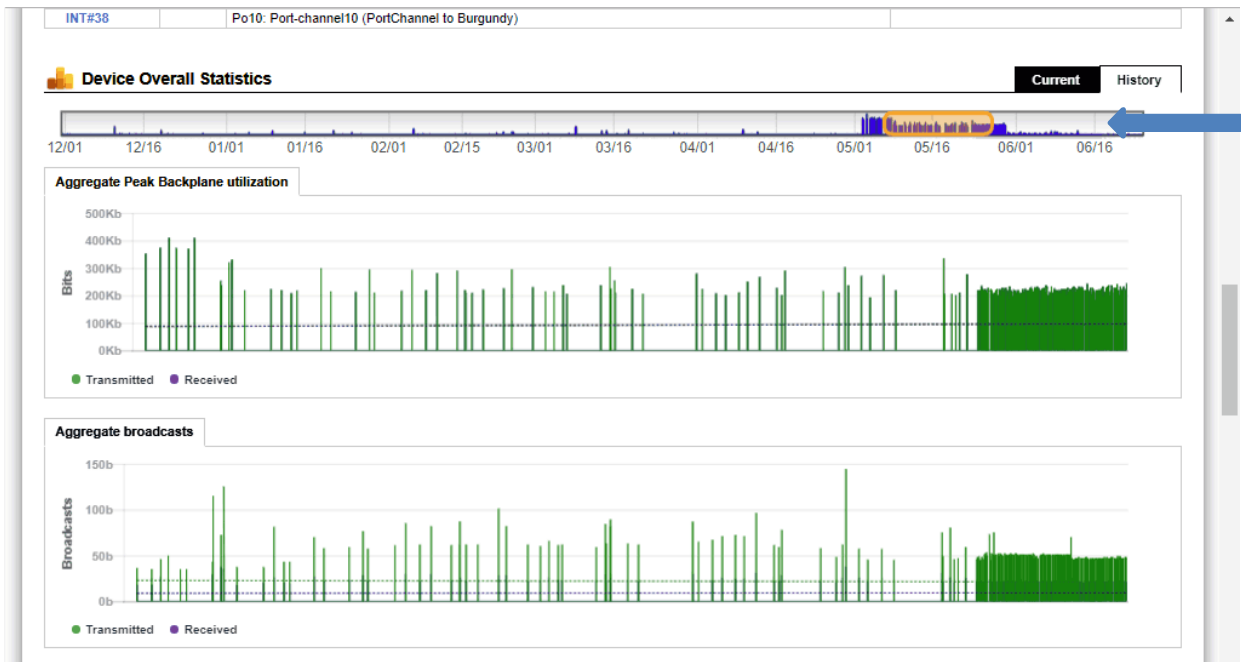 INT#38 Po10: Port-channel10 (PortChannel to Burgundy)
Device Overall Statistics
Current History
12/01 12/16 01/01 01/16 02/01 02/15 03/01 03/16 04/01 04/16 05/01 05/16 06/01 06/16
Aggregate Peak Backplane utilization
500Kb
400Kb
300Kb
200Kb
100Kb
0Kb
Bits
Transmitted Received
Aggregate broadcasts
150b
100b
50b
0b
Broadcasts
Transmitted Received